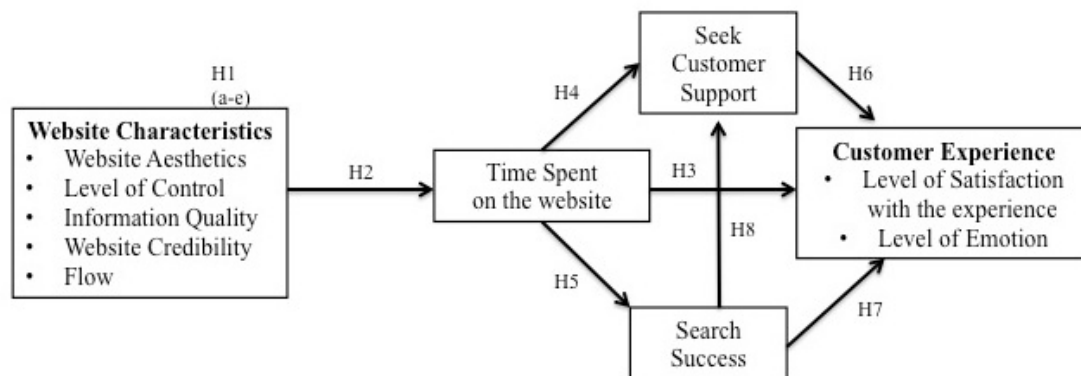 H1
(a-e)
Website Characteristics
• Website Aesthetics
• Level of Control
• Information Quality
• Website Credibility
• Flow
H2
Time Spent
on the website
H4
H5
Seek
Customer
Support
H3
H8
Search
Success
H6
H7
Customer Experience
• Level of Satisfaction
with the experience
• Level of Emotion